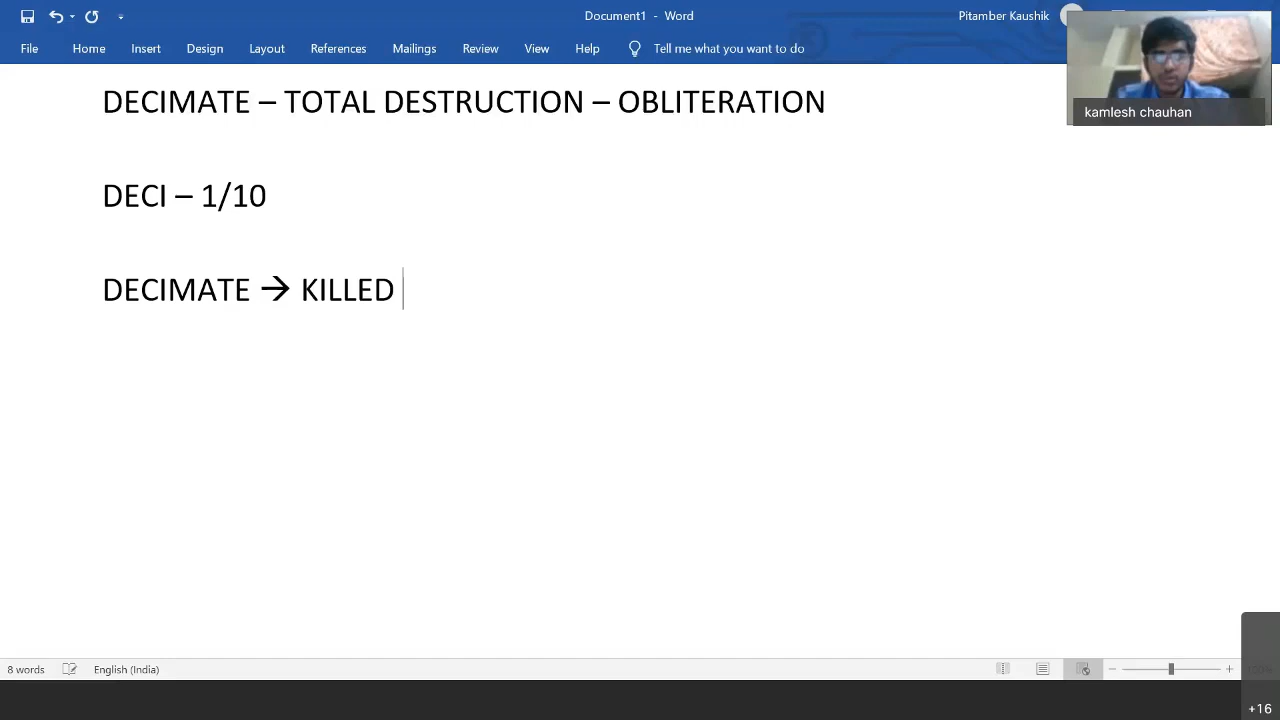 Document1 - Word
Pitamber Kaushik
File Home Insert Design Layout References Mailings Review View Help Tell me what you want to do
kamlesh chauhan
DECIMATE – TOTAL DESTRUCTION – OBLITERATION
DECI – 1/10
DECIMATE → KILLED
8 words English (India)
+16